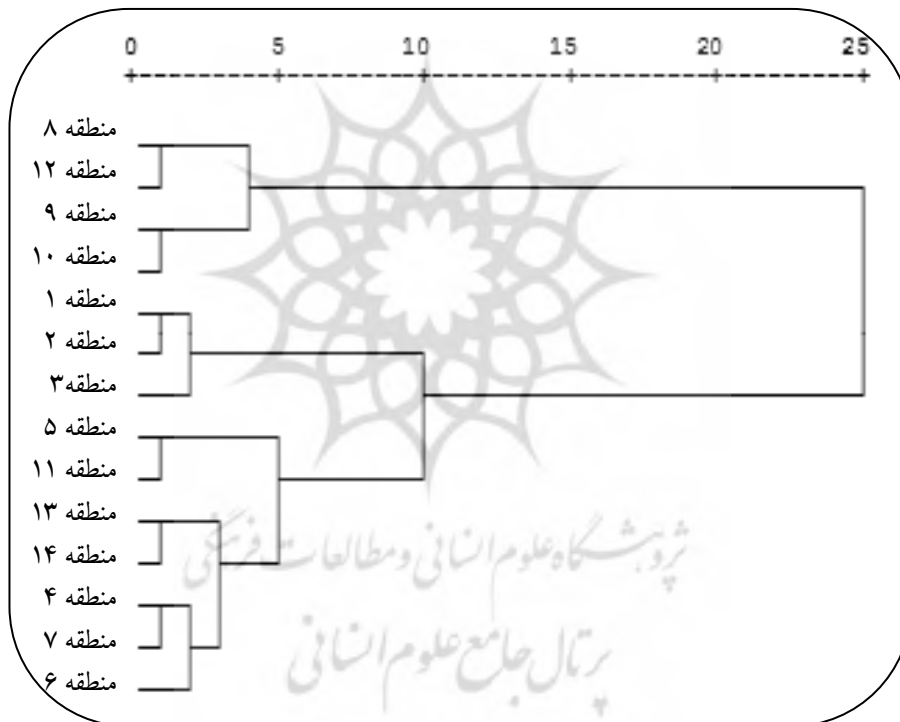 0 5 10 15 20 25
منطقه ۸
منطقه ۱۲
منطقه ۹
منطقه ۱۰
منطقه ۱
منطقه ۲
منطقه۳
منطقه ۵
منطقه ۱۱
منطقه ۱۳
منطقه ۱۴
منطقه ۴
منطقه ۷
منطقه ۶
پژوهشگاه علوم انسانی و مطالعات فرهنگی
پرتال جامع علوم انسانی